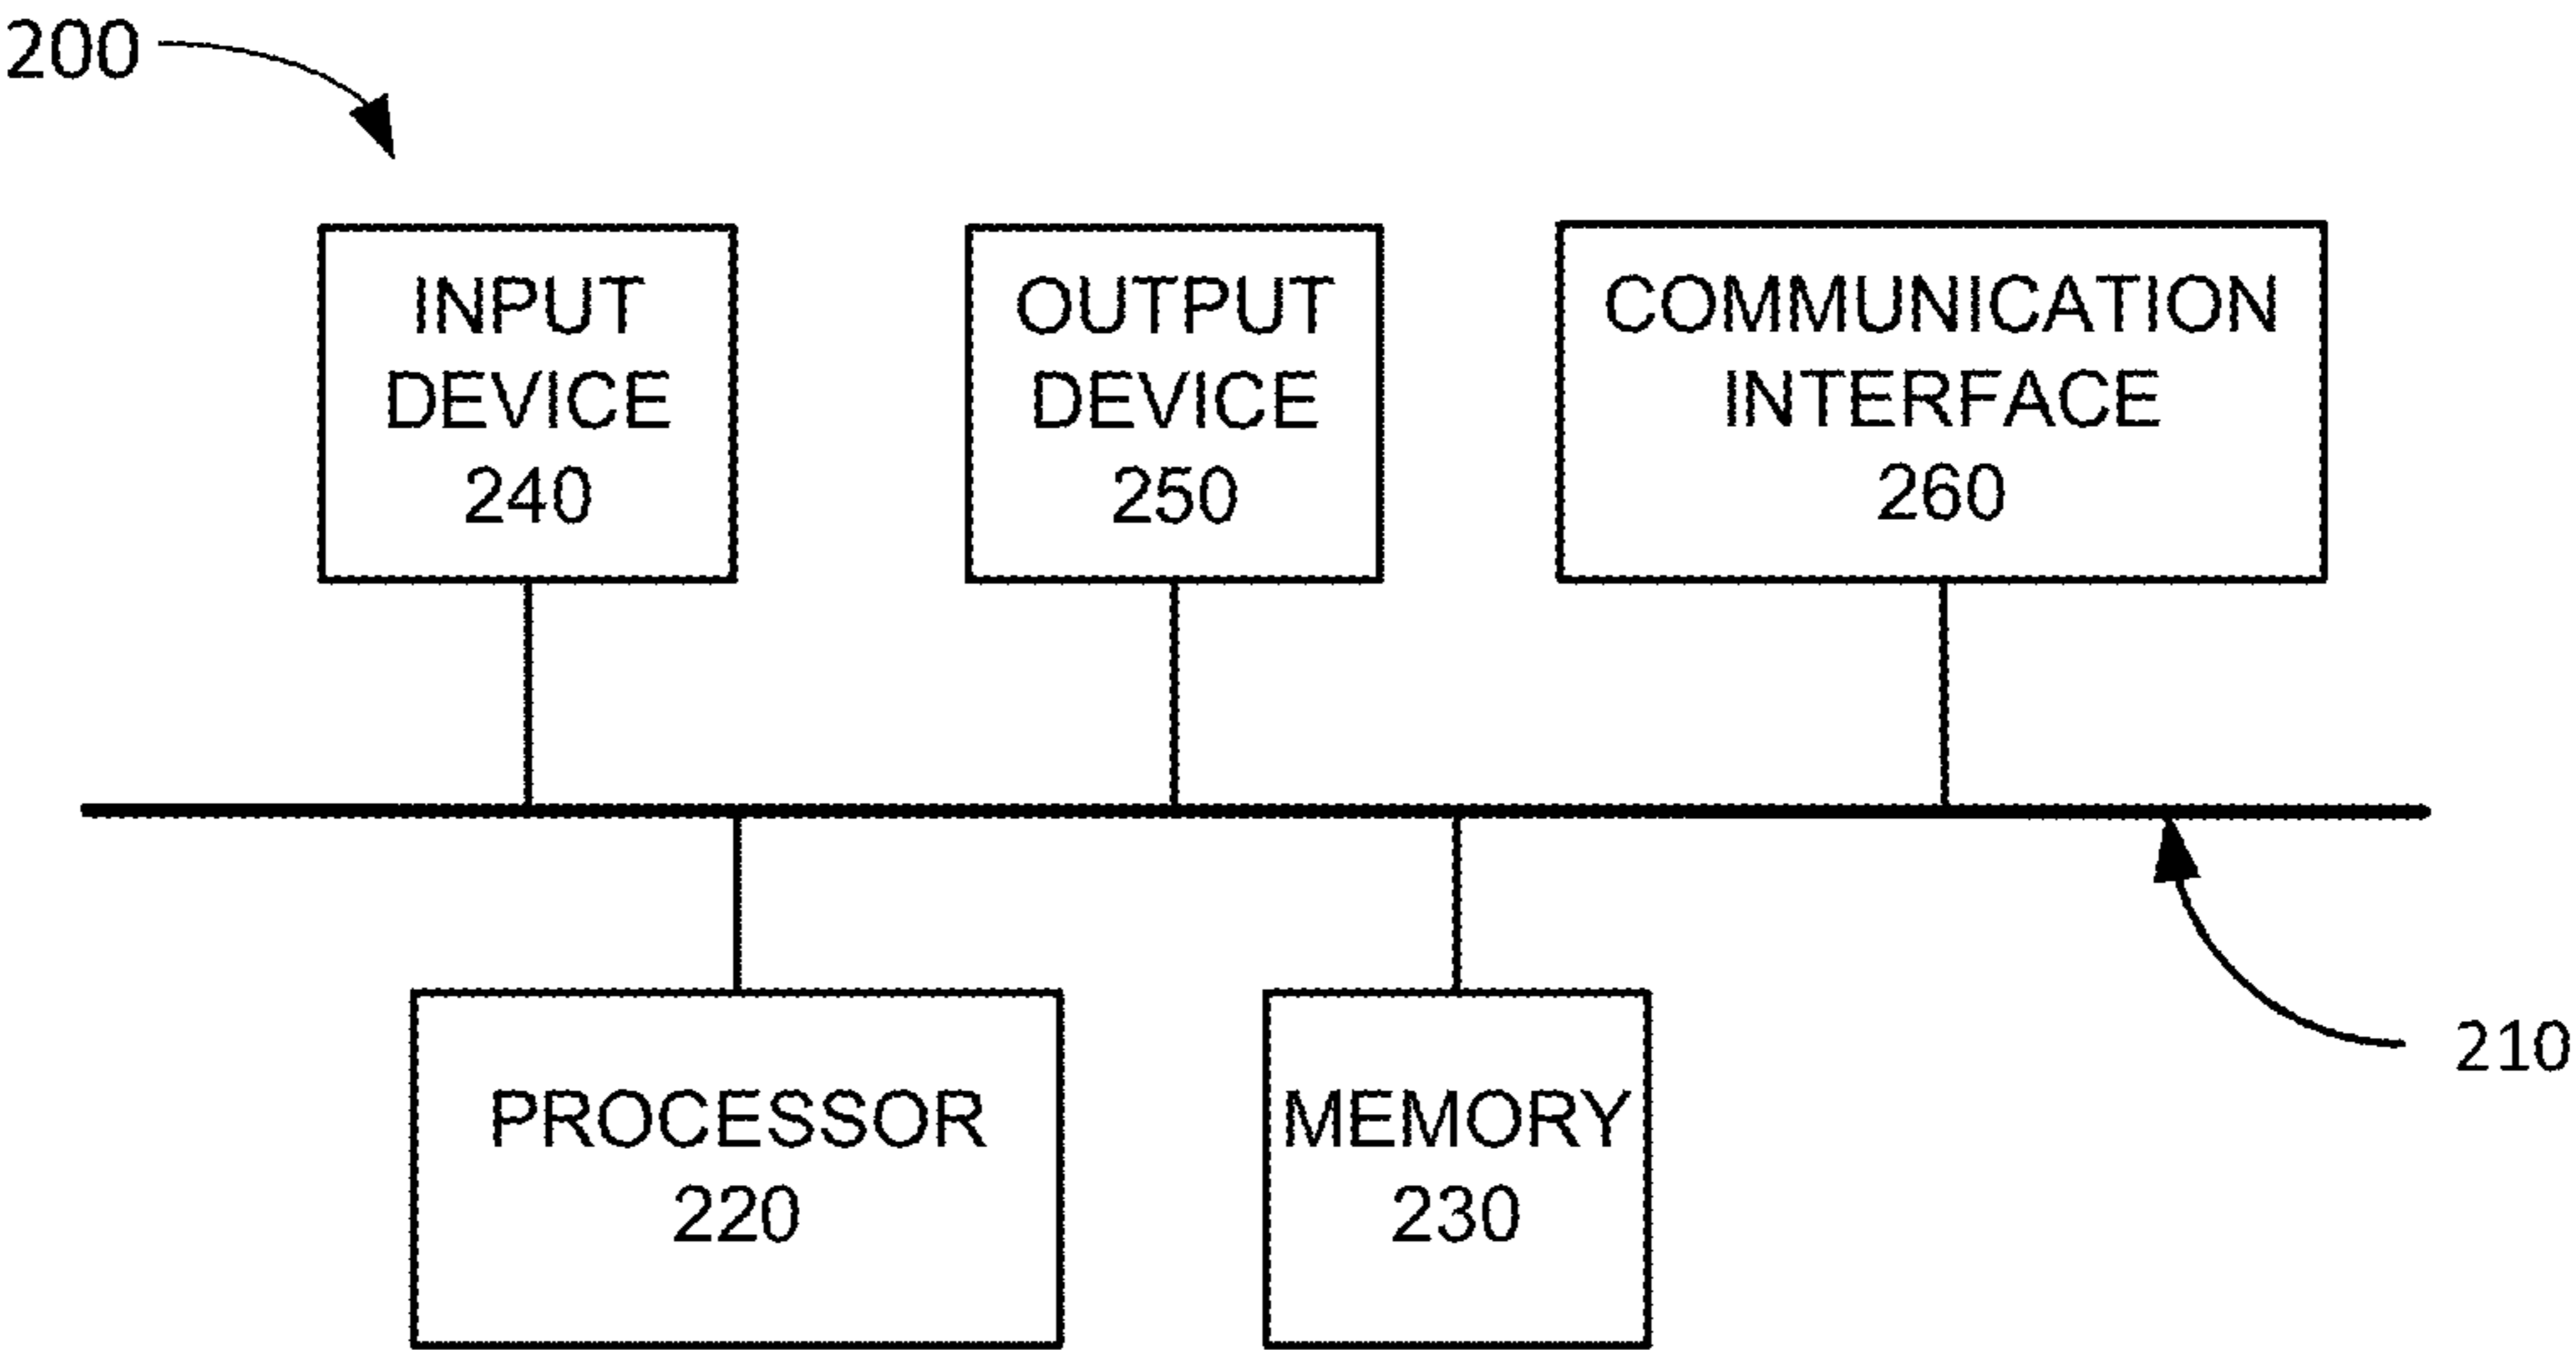 200
INPUT
DEVICE
240
OUTPUT
DEVICE
250
COMMUNICATION
INTERFACE
260
PROCESSOR
220
MEMORY
230
210